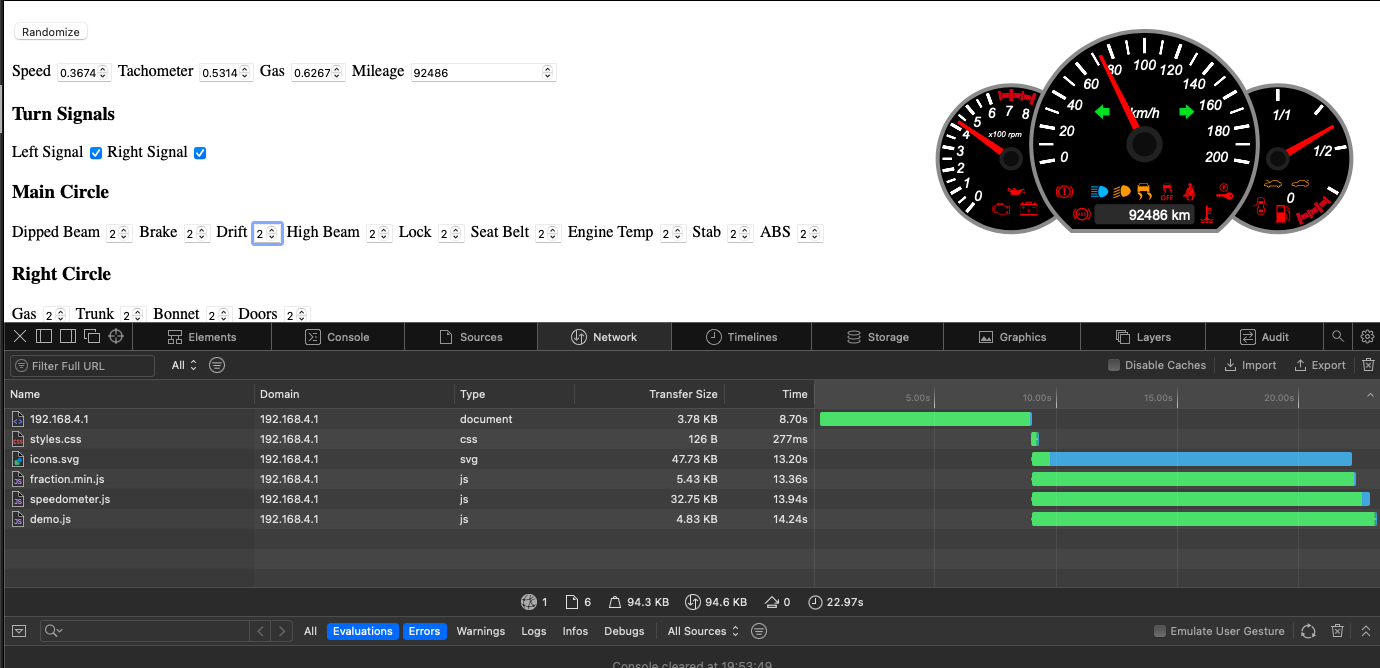 Randomize
Speed 0.3674 Tachometer 0.5314 Gas 0.6267 Mileage 92486
Turn Signals
Left Signal Right Signal
Main Circle
Dipped Beam 2 Brake 2 Drift 2 High Beam 2 Lock 2 Seat Belt 2 Engine Temp 2 Stab 2 ABS 2
Right Circle
Gas 2 Trunk 2 Bonnet 2 Doors 2
0 1 2 3 4 5 6 7 8
x100 rpm
0 20 40 60 80 100 120 140 160 180 200
km/h
OFF
92486 km
0 1/2 1/1
Elements Console Sources Network Timelines Storage Graphics Layers Audit
Filter Full URL All Disable Caches Import Export
Name Domain Type Transfer Size Time 5.00s 10.00s 15.00s 20.00s
192.168.4.1 192.168.4.1 document 3.78 KB 8.70s
styles.css 192.168.4.1 css 126 B 277ms
icons.svg 192.168.4.1 svg 47.73 KB 13.20s
fraction.min.js 192.168.4.1 js 5.43 KB 13.36s
speedometer.js 192.168.4.1 js 32.75 KB 13.94s
demo.js 192.168.4.1 js 4.83 KB 14.24s
1 6 94.3 KB 94.6 KB 0 22.97s
All Evaluations Errors Warnings Logs Infos Debugs All Sources Emulate User Gesture
Console cleared at 19:53:49